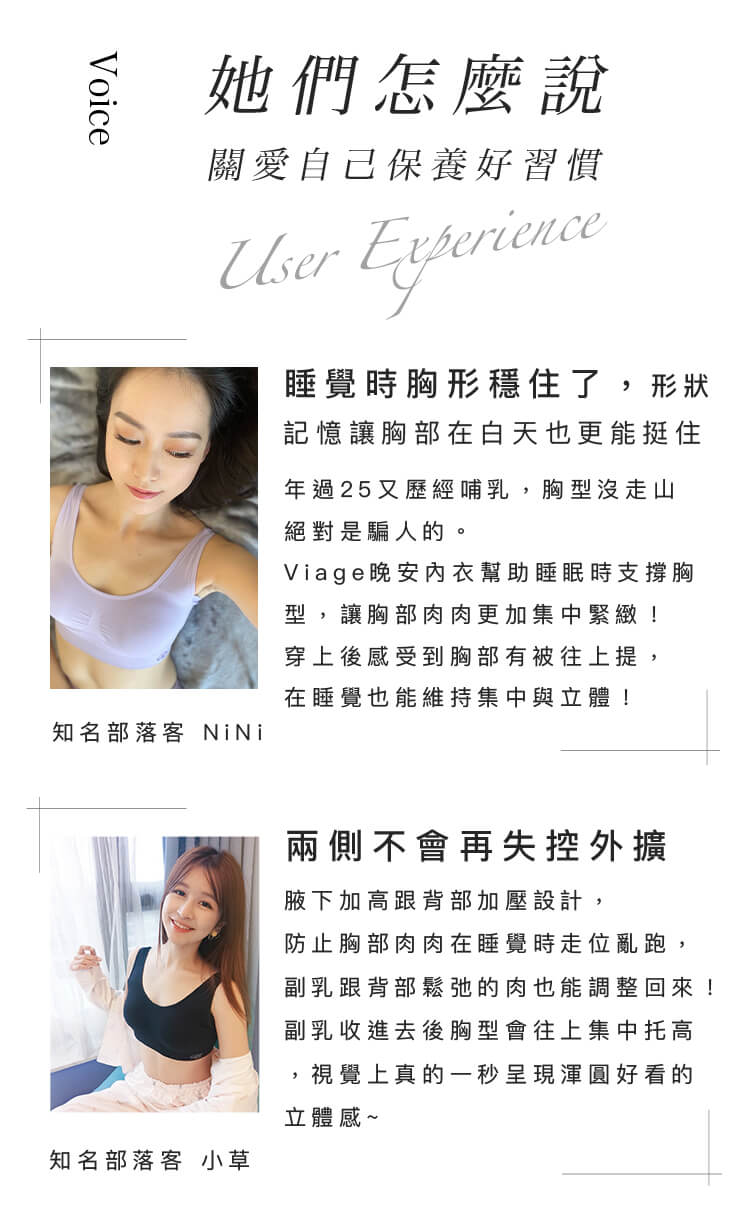 Voice
她們怎麼說
關愛自己保養好習慣
User Experience
睡覺時胸形穩住了，形狀
記憶讓胸部在白天也更能挺住
年過25又歷經哺乳，胸型沒走山
絕對是騙人的。
Viage晚安內衣幫助睡眠時支撐胸
型，讓胸部肉肉更加集中緊緻！
穿上後感受到胸部有被往上提，
在睡覺也能維持集中與立體！
知名部落客 NiNi
兩側不會再失控外擴
腋下加高跟背部加壓設計，
防止胸部肉肉在睡覺時走位亂跑，
副乳跟背部鬆弛的肉也能調整回來！
副乳收進去後胸型會往上集中托高
，視覺上真的一秒呈現渾圓好看的
立體感~
知名部落客 小草